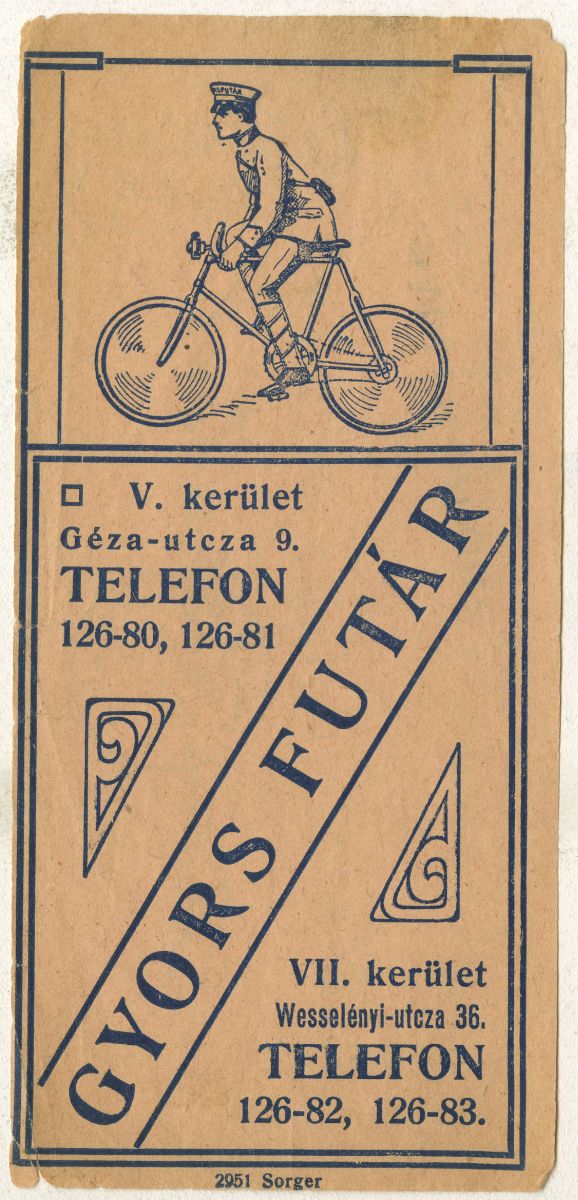 RSFUTÁR
□ V. kerület
Géza-utcza 9.
TELEFON
126-80, 126-81
GYORS FUTÁR
VII. kerület
Wesselényi-utcza 36.
TELEFON
126-82, 126-83.
2951 Sorger